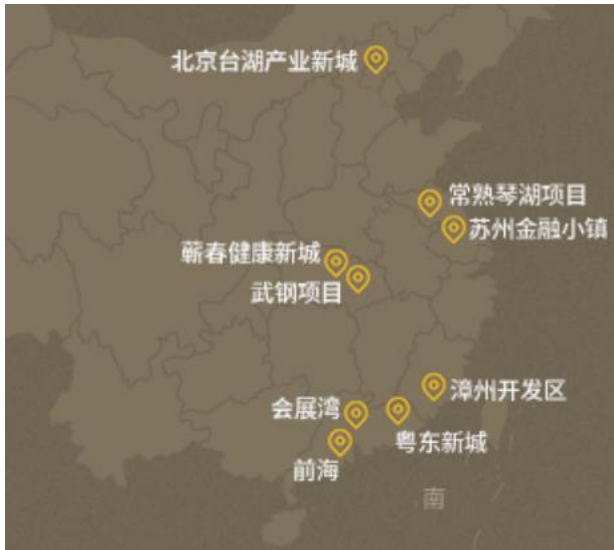 北京台湖产业新城
常熟琴湖项目
苏州金融小镇
蕲春健康新城
武钢项目
漳州开发区
会展湾
粤东新城
前海
南